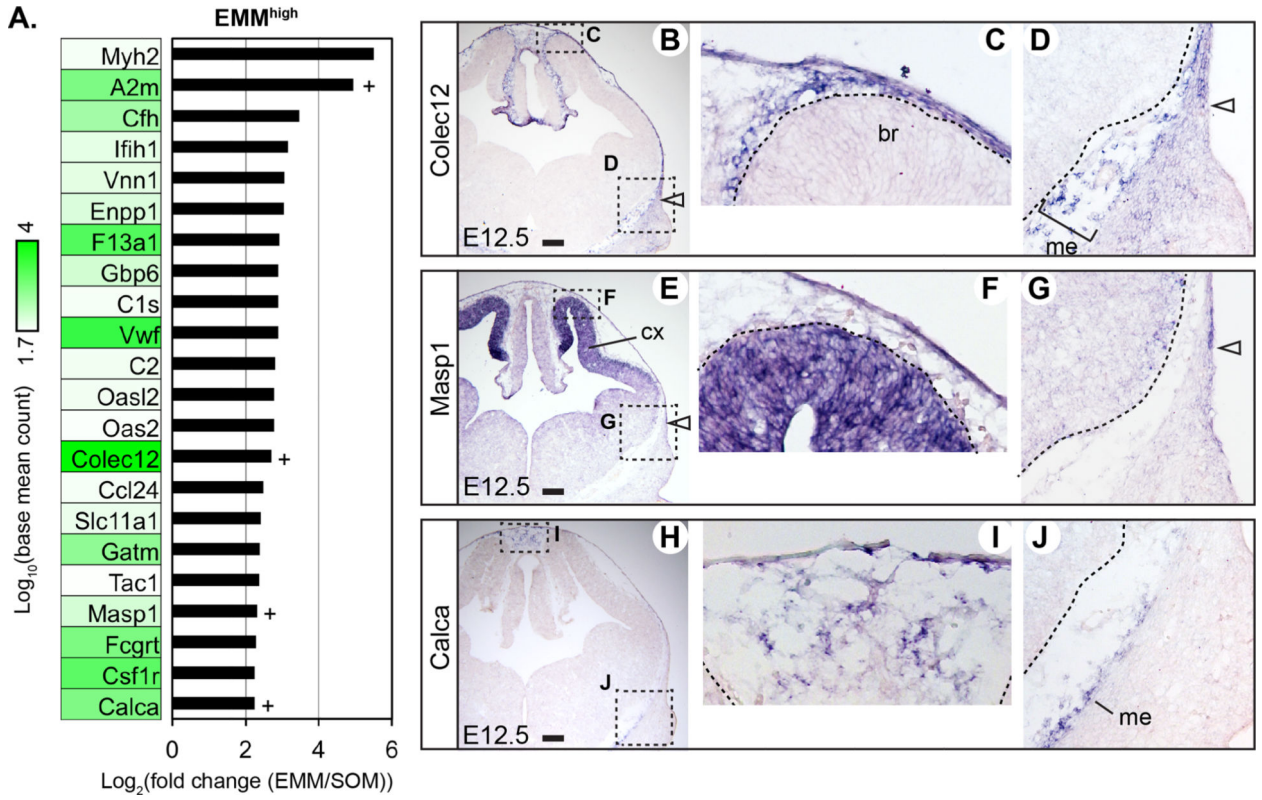 A.
EMMhigh
Myh2
A2m +
Cfh
Ifih1
Vnn1
Enpp1
F13a1
Gbp6
C1s
Vwf
C2
Oasl2
Oas2
Colec12 +
Ccl24
Slc11a1
Gatm
Tac1
Masp1 +
Fcgrt
Csf1r
Calca +
0 2 4 6
Log2(fold change (EMM/SOM))
Log10(base mean count)
1.7 4
Colec12
B
C
D
E12.5
C
br
D
me
Masp1
E
F
cx
G
E12.5
F
G
Calca
H
I
J
E12.5
I
J
me